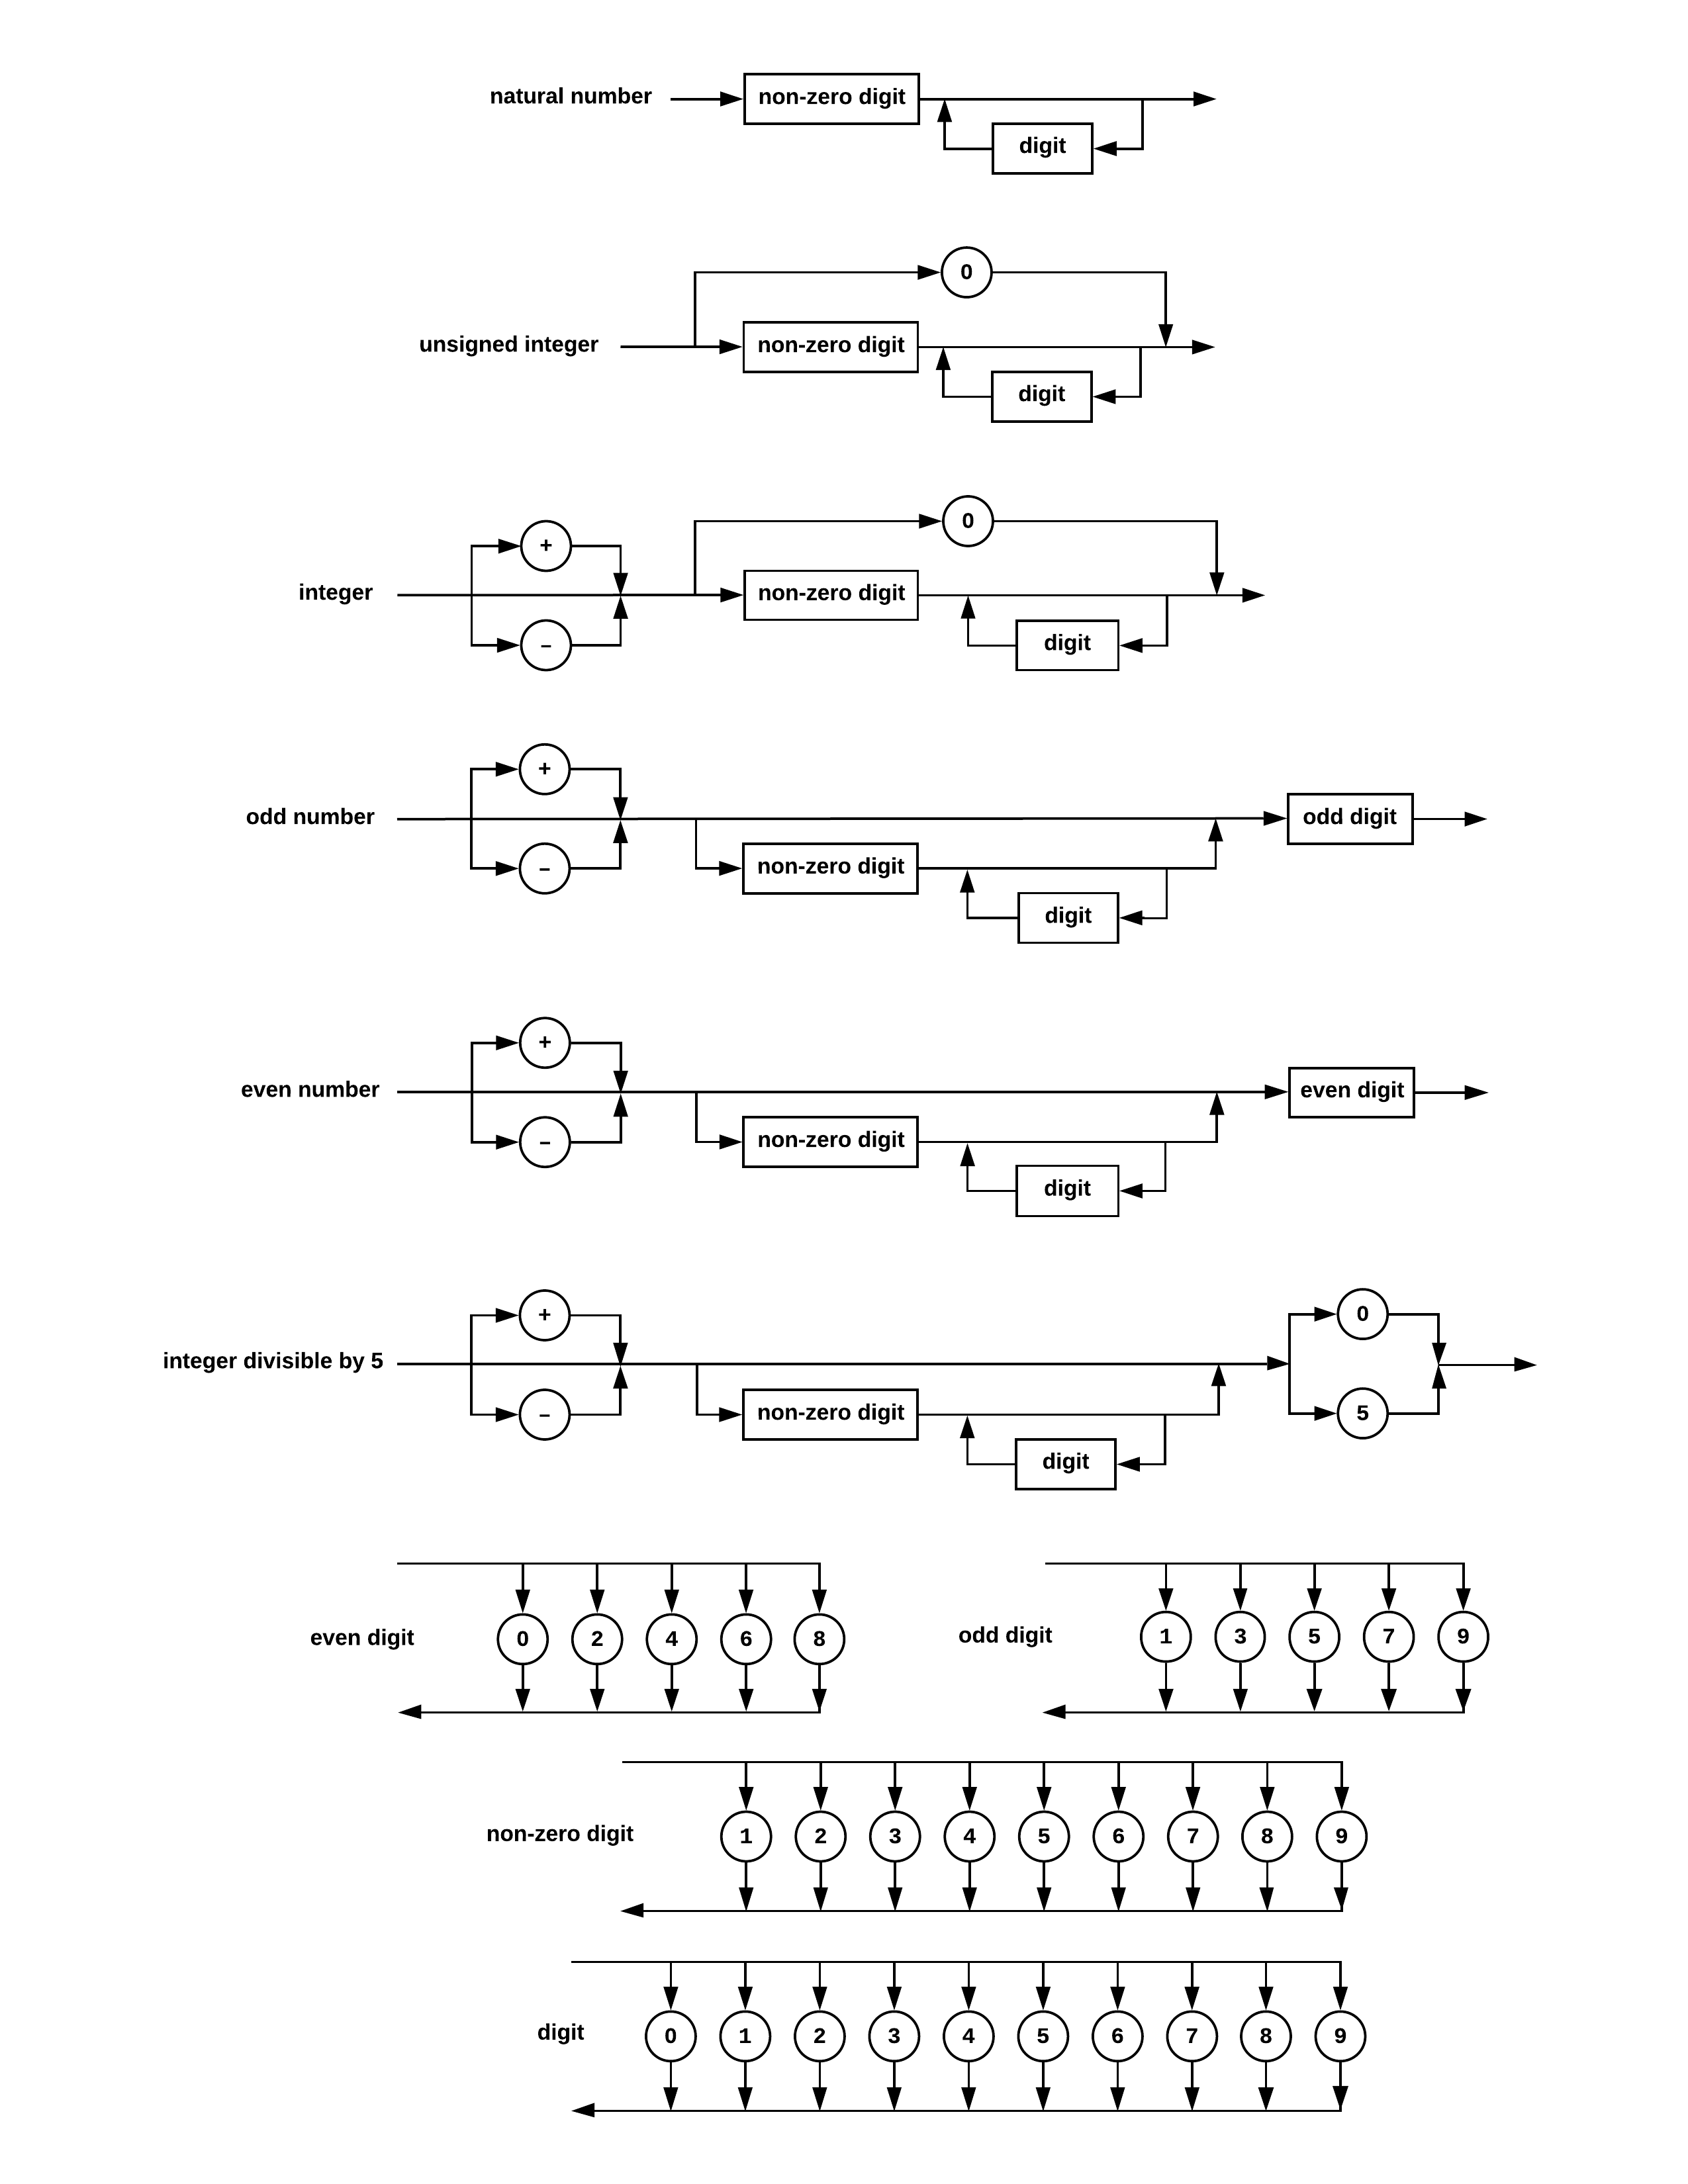 natural number
non-zero digit
digit
0
unsigned integer
non-zero digit
digit
0
+
integer
non-zero digit
–
digit
+
odd number
odd digit
–
non-zero digit
digit
+
even number
even digit
–
non-zero digit
digit
+
0
integer divisible by 5
–
non-zero digit
5
digit
even digit
0 2 4 6 8
odd digit
1 3 5 7 9
non-zero digit
1 2 3 4 5 6 7 8 9
digit
0 1 2 3 4 5 6 7 8 9